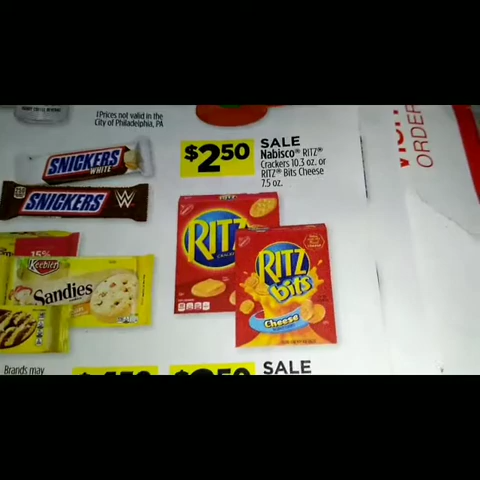 ‡Prices not valid in the
City of Philadelphia, PA
$2.50
SALE
Nabisco® RITZ®
Crackers 10.3 oz. or
RITZ® Bits Cheese
7.5 oz.
ORDER
SNICKERS
WHITE
SNICKERS
W
15%
Keebler
Sandies
RITZ
CRACKERS
RITZ
bits
Cheese
Brands may
SALE